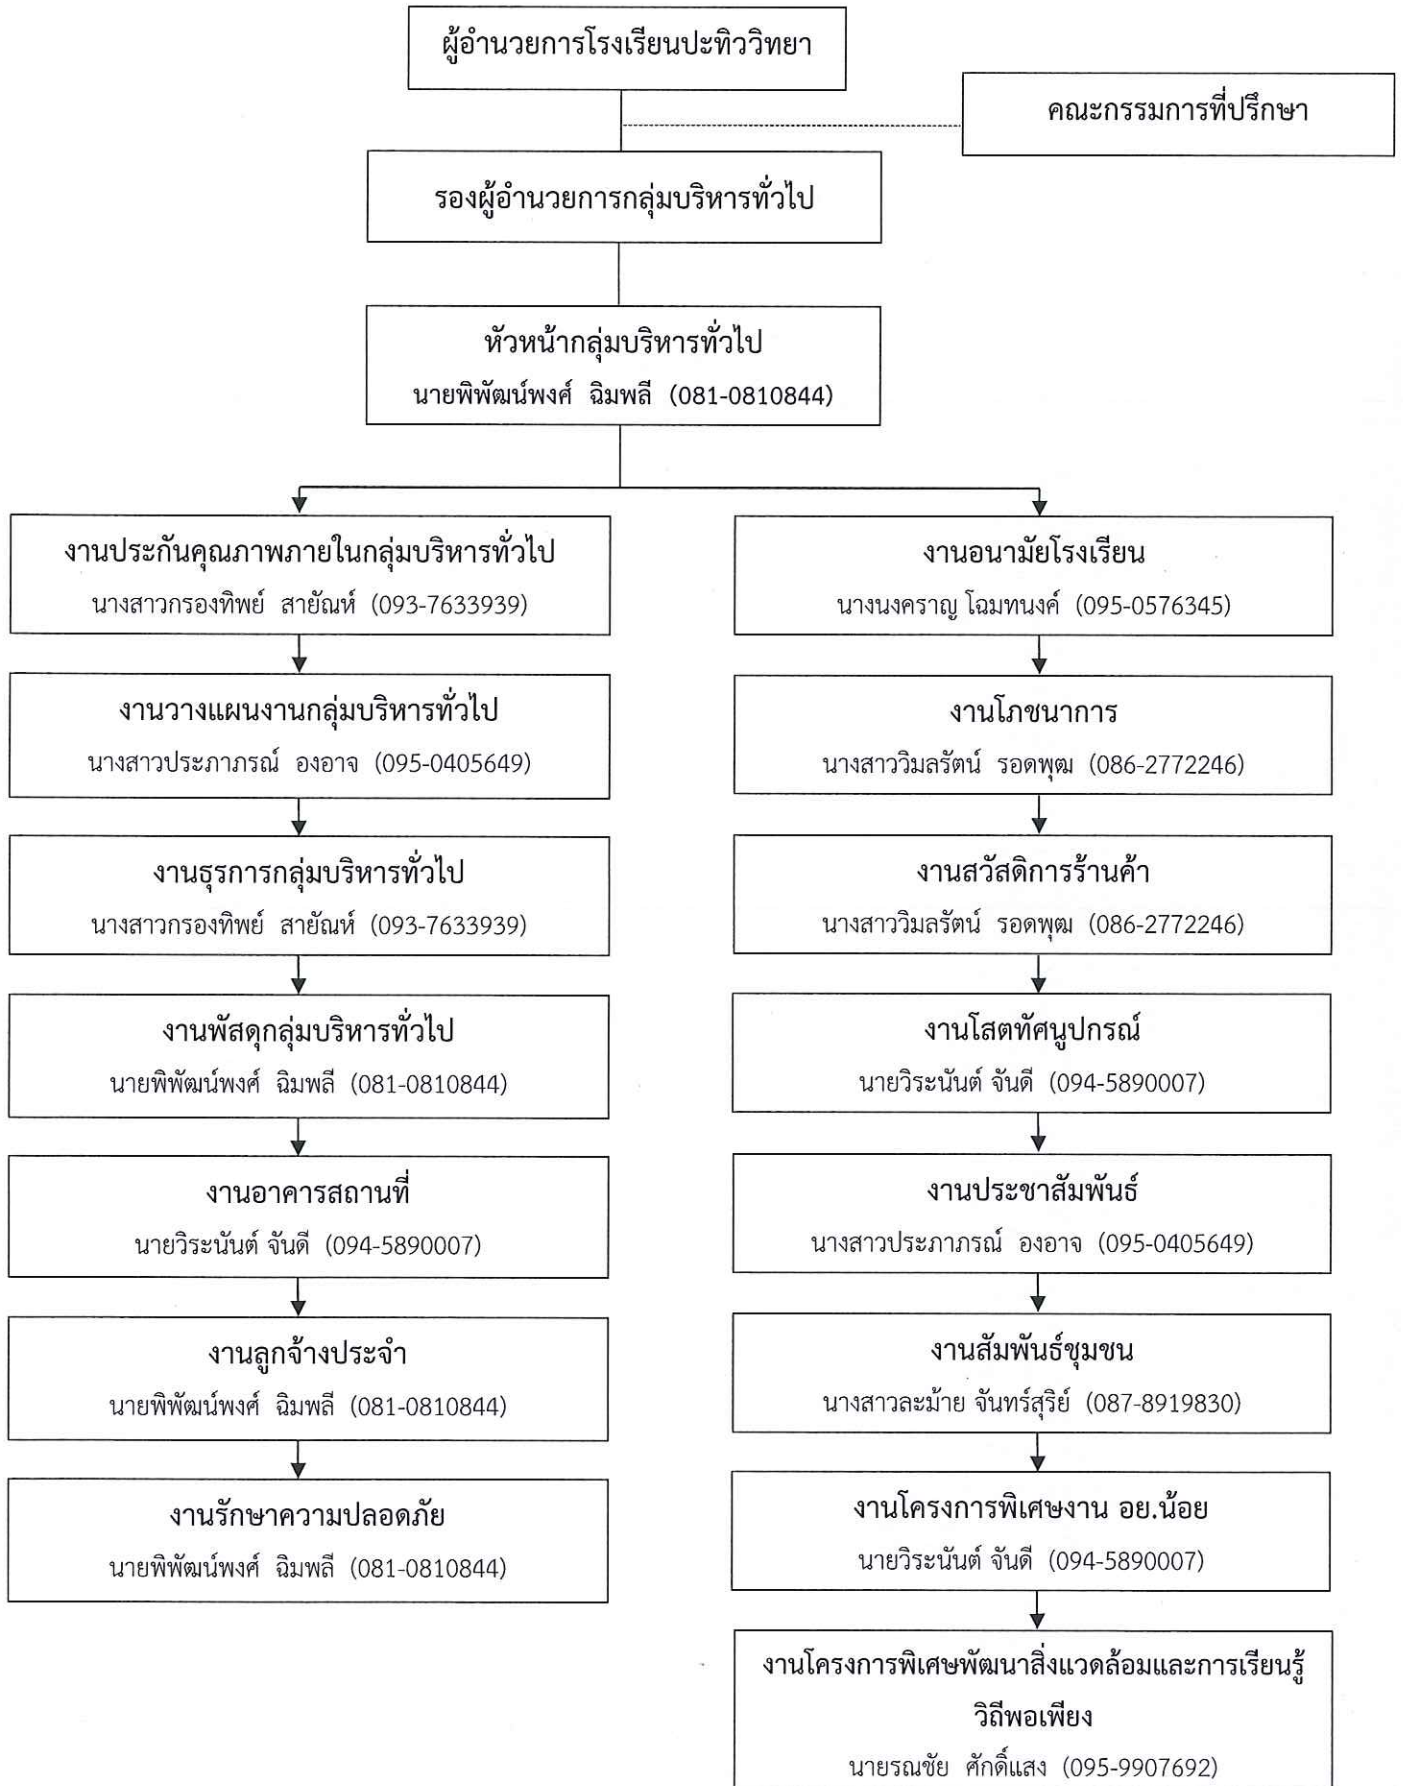 ผู้อำนวยการโรงเรียนปะทิววิทยา
คณะกรรมการที่ปรึกษา
รองผู้อำนวยการกลุ่มบริหารทั่วไป
หัวหน้ากลุ่มบริหารทั่วไป
นายพิพัฒน์พงศ์ ฉิมพลี (081-0810844)
งานประกันคุณภาพภายในกลุ่มบริหารทั่วไป
นางสาวกรองทิพย์ สายัณห์ (093-7633939)
งานวางแผนงานกลุ่มบริหารทั่วไป
นางสาวประภาภรณ์ องอาจ (095-0405649)
งานธุรการกลุ่มบริหารทั่วไป
นางสาวกรองทิพย์ สายัณห์ (093-7633939)
งานพัสดุกลุ่มบริหารทั่วไป
นายพิพัฒน์พงศ์ ฉิมพลี (081-0810844)
งานอาคารสถานที่
นายวิระนันต์ จันดี (094-5890007)
งานลูกจ้างประจำ
นายพิพัฒน์พงศ์ ฉิมพลี (081-0810844)
งานรักษาความปลอดภัย
นายพิพัฒน์พงศ์ ฉิมพลี (081-0810844)
งานอนามัยโรงเรียน
นางนงคราญ โฉมทนงค์ (095-0576345)
งานโภชนาการ
นางสาววิมลรัตน์ รอดพุฒ (086-2772246)
งานสวัสดิการร้านค้า
นางสาววิมลรัตน์ รอดพุฒ (086-2772246)
งานโสตทัศนูปกรณ์
นายวิระนันต์ จันดี (094-5890007)
งานประชาสัมพันธ์
นางสาวประภาภรณ์ องอาจ (095-0405649)
งานสัมพันธ์ชุมชน
นางสาวละม้าย จันทร์สุริย์ (087-8919830)
งานโครงการพิเศษงาน อย.น้อย
นายวิระนันต์ จันดี (094-5890007)
งานโครงการพิเศษพัฒนาสิ่งแวดล้อมและการเรียนรู้
วิถีพอเพียง
นายรณชัย ศักดิ์แสง (095-9907692)